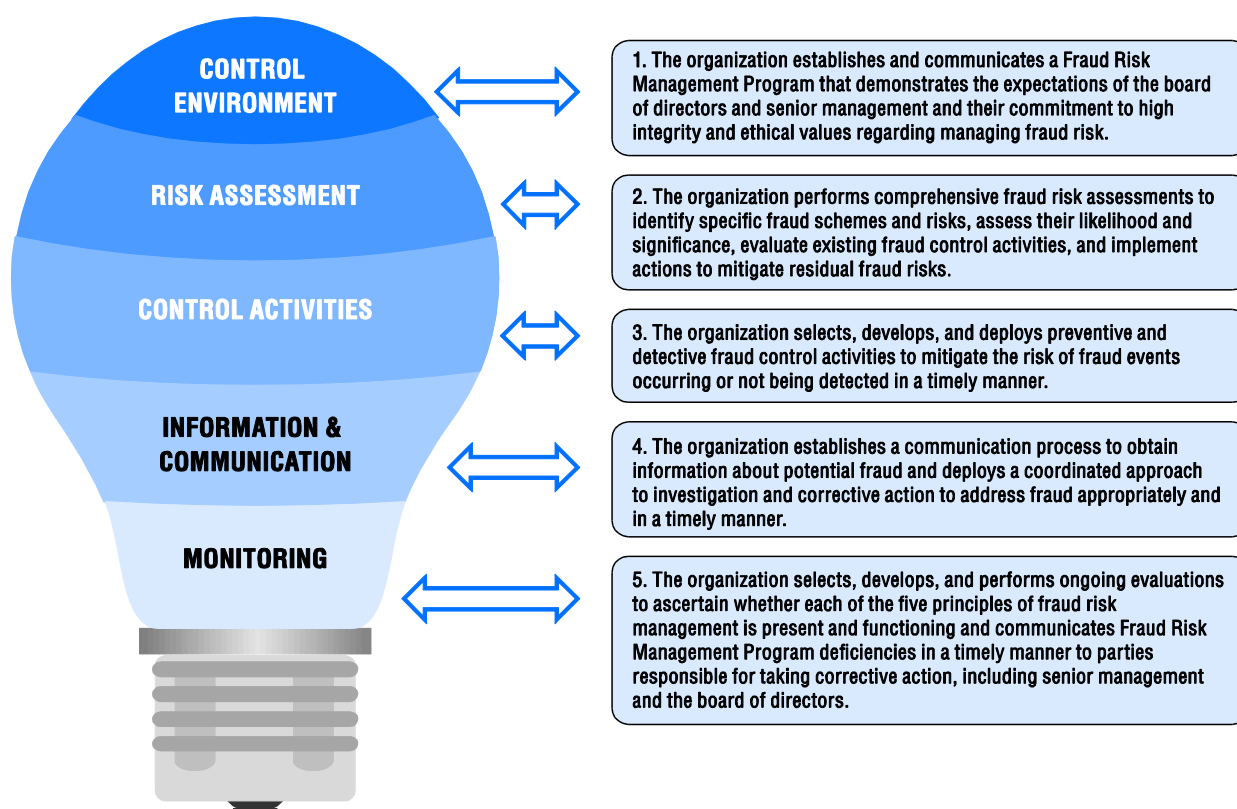 CONTROL
ENVIRONMENT
1. The organization establishes and communicates a Fraud Risk
Management Program that demonstrates the expectations of the board
of directors and senior management and their commitment to high
integrity and ethical values regarding managing fraud risk.
RISK ASSESSMENT
2. The organization performs comprehensive fraud risk assessments to
identify specific fraud schemes and risks, assess their likelihood and
significance, evaluate existing fraud control activities, and implement
actions to mitigate residual fraud risks.
CONTROL ACTIVITIES
3. The organization selects, develops, and deploys preventive and
detective fraud control activities to mitigate the risk of fraud events
occurring or not being detected in a timely manner.
INFORMATION &
COMMUNICATION
4. The organization establishes a communication process to obtain
information about potential fraud and deploys a coordinated approach
to investigation and corrective action to address fraud appropriately and
in a timely manner.
MONITORING
5. The organization selects, develops, and performs ongoing evaluations
to ascertain whether each of the five principles of fraud risk
management is present and functioning and communicates Fraud Risk
Management Program deficiencies in a timely manner to parties
responsible for taking corrective action, including senior management
and the board of directors.